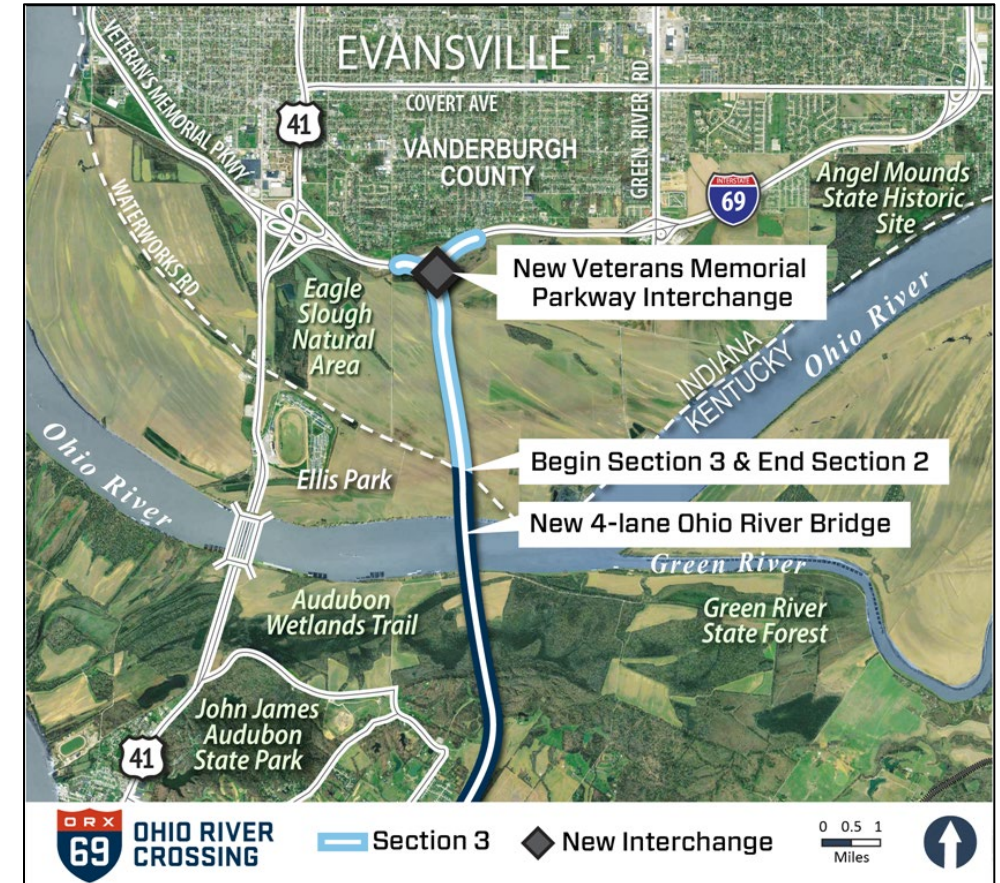 EVANSVILLE
VETERAN'S MEMORIAL PKWY
41
COVERT AVE
GREEN RIVER RD
VANDERBURGH
COUNTY
INTERSTATE
69
Angel Mounds
State Historic
Site
WATERWORKS RD
New Veterans Memorial
Parkway Interchange
Eagle
Slough
Natural
Area
Ohio River
INDIANA
KENTUCKY
Ohio River
Ellis Park
Begin Section 3 & End Section 2
New 4-lane Ohio River Bridge
Green River
Audubon
Wetlands Trail
Green River
State Forest
John James
Audubon
State Park
41
ORX
69
OHIO RIVER
CROSSING
Section 3
New Interchange
0 0.5 1
Miles